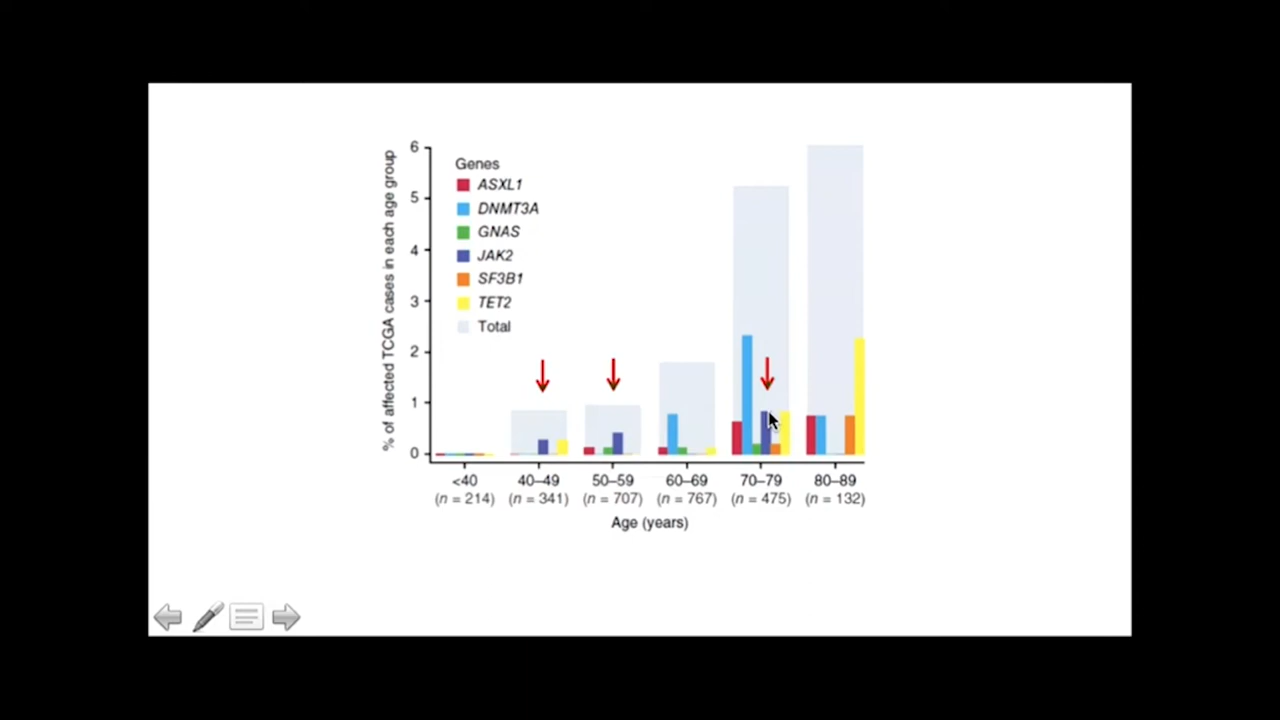 % of affected TCGA cases in each age group
6
5
4
3
2
1
0
Genes
ASXL1
DNMT3A
GNAS
JAK2
SF3B1
TET2
Total
<40 40–49 50–59 60–69 70–79 80–89
(n = 214) (n = 341) (n = 707) (n = 767) (n = 475) (n = 132)
Age (years)